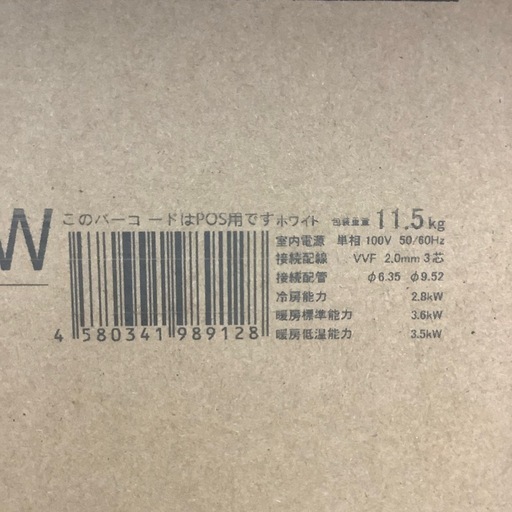 W
このバーコードはPOS用です
4 580341 989128
ホワイト 包装重量 11.5kg
室内電源 単相 100V 50/60Hz
接続配線 VVF 2.0mm 3芯
接続配管 φ6.35 φ9.52
冷房能力 2.8kW
暖房標準能力 3.6kW
暖房低温能力 3.5kW